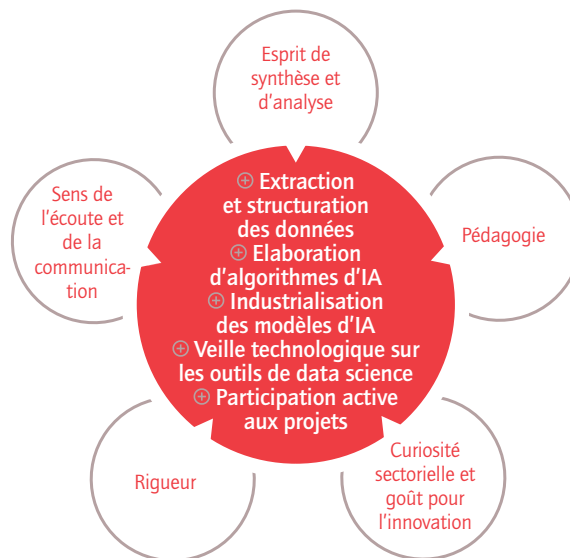 Esprit de
synthèse et
d'analyse
Sens de
l'écoute et
de la
communica-
tion
⊕ Extraction
et structuration
des données
⊕ Elaboration
d'algorithmes d'IA
⊕ Industrialisation
des modèles d'IA
⊕ Veille technologique sur
les outils de data science
⊕ Participation active
aux projets
Pédagogie
Rigueur
Curiosité
sectorielle et
goût pour
l'innovation